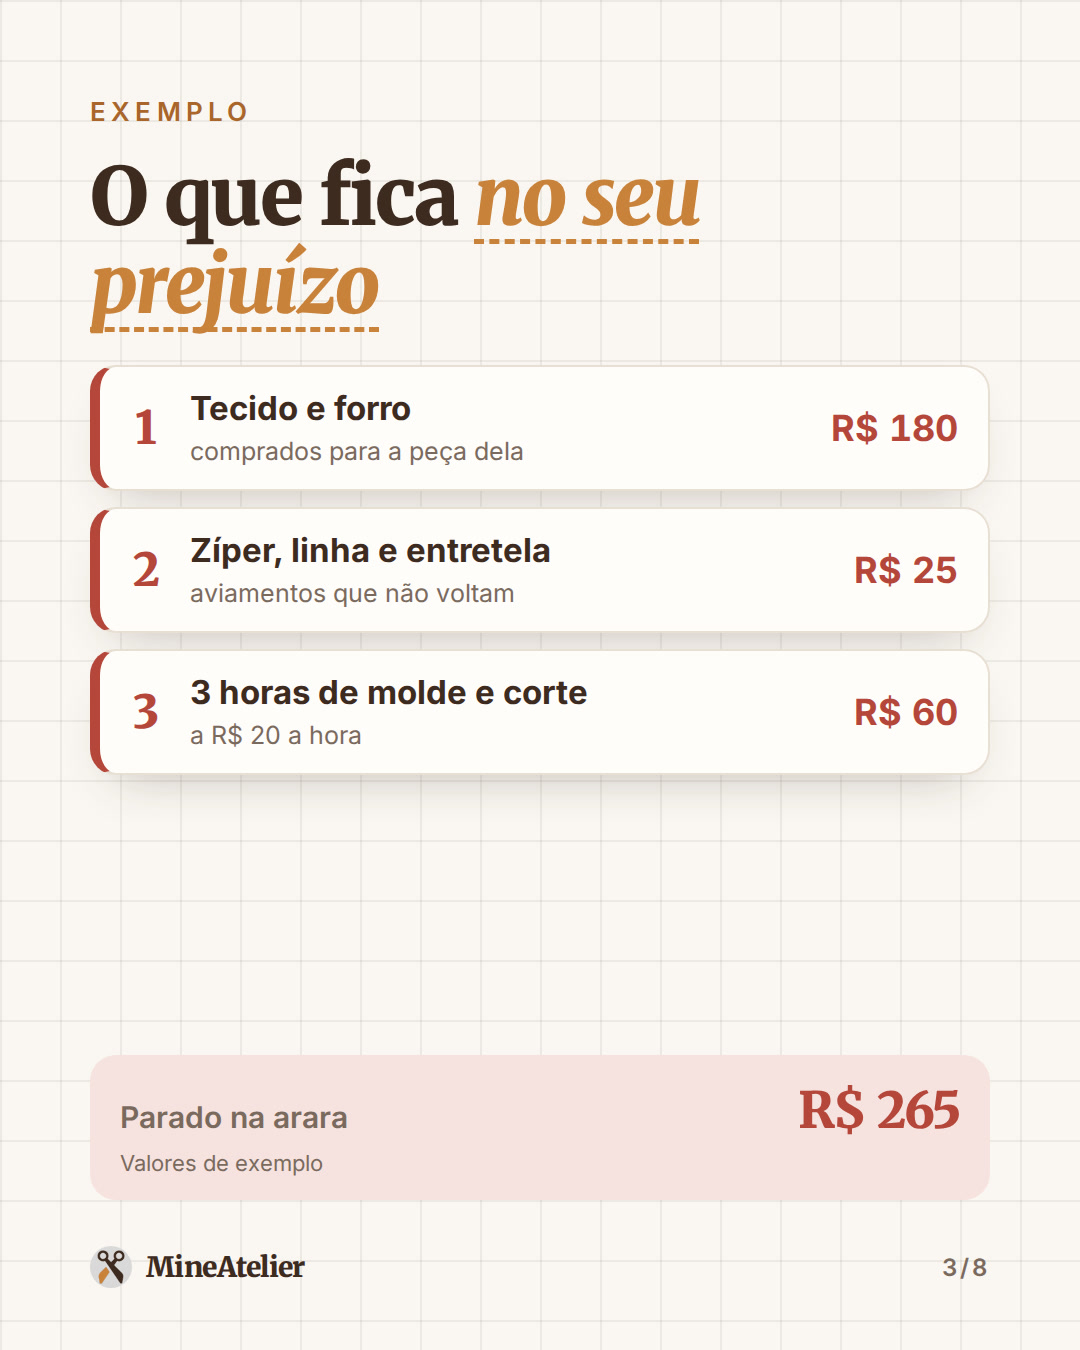 EXEMPLO
O que fica no seu
prejuízo
1
Tecido e forro
comprados para a peça dela
R$ 180
2
Zíper, linha e entretela
aviamentos que não voltam
R$ 25
3
3 horas de molde e corte
a R$ 20 a hora
R$ 60
Parado na arara
R$ 265
Valores de exemplo
MineAtelier
3/8